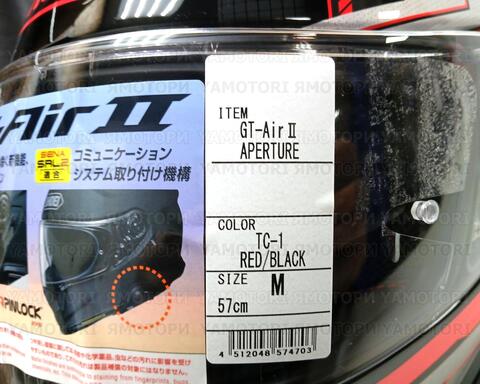 Air II
SENA
SRL2
適合
コミュニケーション
システム取り付け機構
PINLOCK
ITEM
GT-Air II
APERTURE
COLOR
TC-1
RED/BLACK
SIZE M
57cm
4 512048 574703
YAMOTORI ЯМОТОРИ YAMOTORI